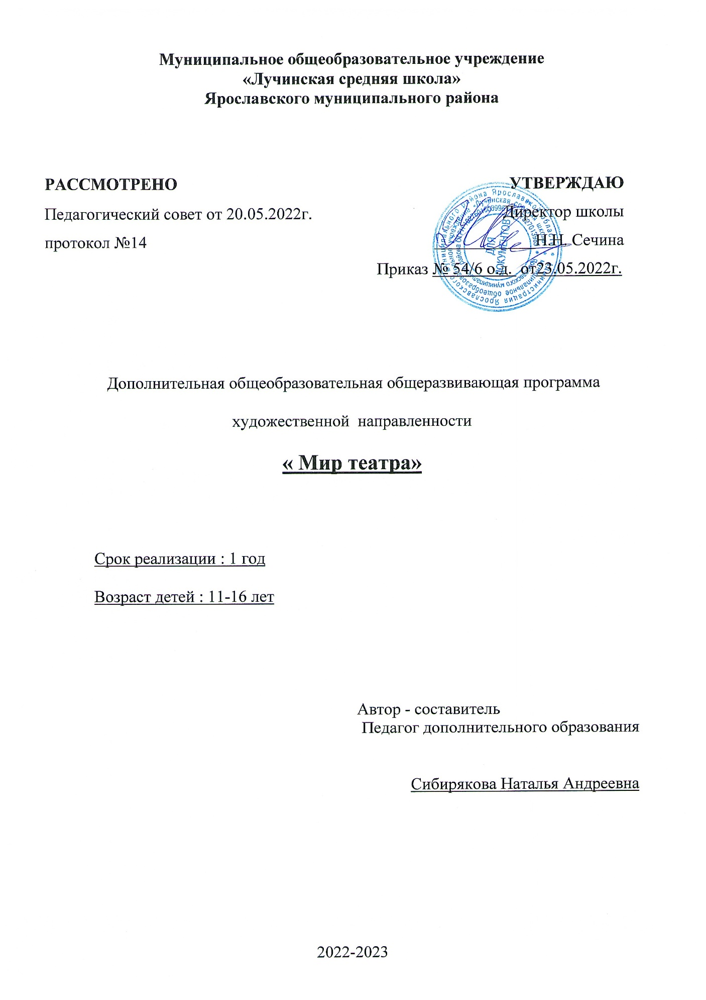 Муниципальное общеобразовательное учреждение
«Лучинская средняя школа»
Ярославского муниципального района
РАССМОТРЕНО
Педагогический совет от 20.05.2022г.
протокол №14
УТВЕРЖДАЮ
Директор школы
Н.Н. Сечина
Приказ № 54/6 о.д.  от23.05.2022г.
ДЛЯ
ДОКУМЕНТОВ
Дополнительная общеобразовательная общеразвивающая программа
художественной  направленности
« Мир театра»
Срок реализации : 1 год
Возраст детей : 11-16 лет
Автор - составитель
Педагог дополнительного образования
Сибирякова Наталья Андреевна
2022-2023